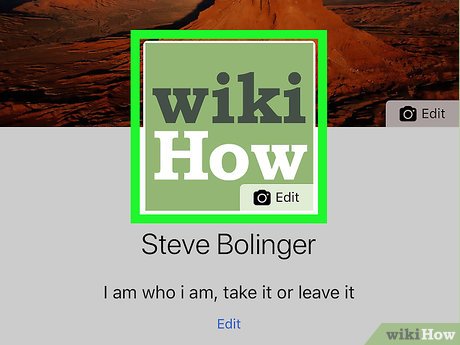 Edit
wiki
How
Edit
Steve Bolinger
I am who i am, take it or leave it
Edit
wikiHow